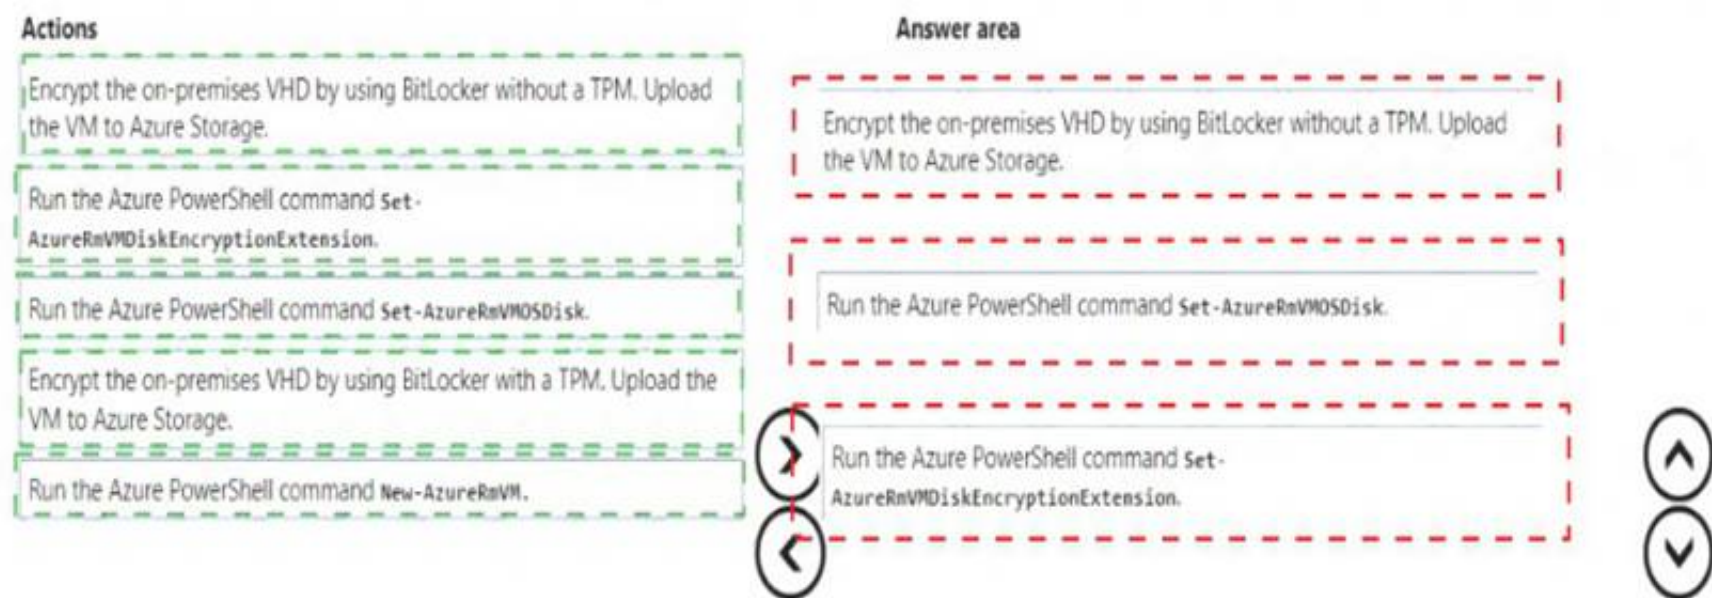 Actions
Encrypt the on-premises VHD by using BitLocker without a TPM. Upload
the VM to Azure Storage.
Run the Azure PowerShell command Set-
AzureRmVMDiskEncryptionExtension.
Run the Azure PowerShell command Set-AzureRmVMOSDisk.
Encrypt the on-premises VHD by using BitLocker with a TPM. Upload the
VM to Azure Storage.
Run the Azure PowerShell command New-AzureRmVM.
Answer area
Encrypt the on-premises VHD by using BitLocker without a TPM. Upload
the VM to Azure Storage.
Run the Azure PowerShell command Set-AzureRmVMOSDisk.
Run the Azure PowerShell command Set-
AzureRmVMDiskEncryptionExtension.